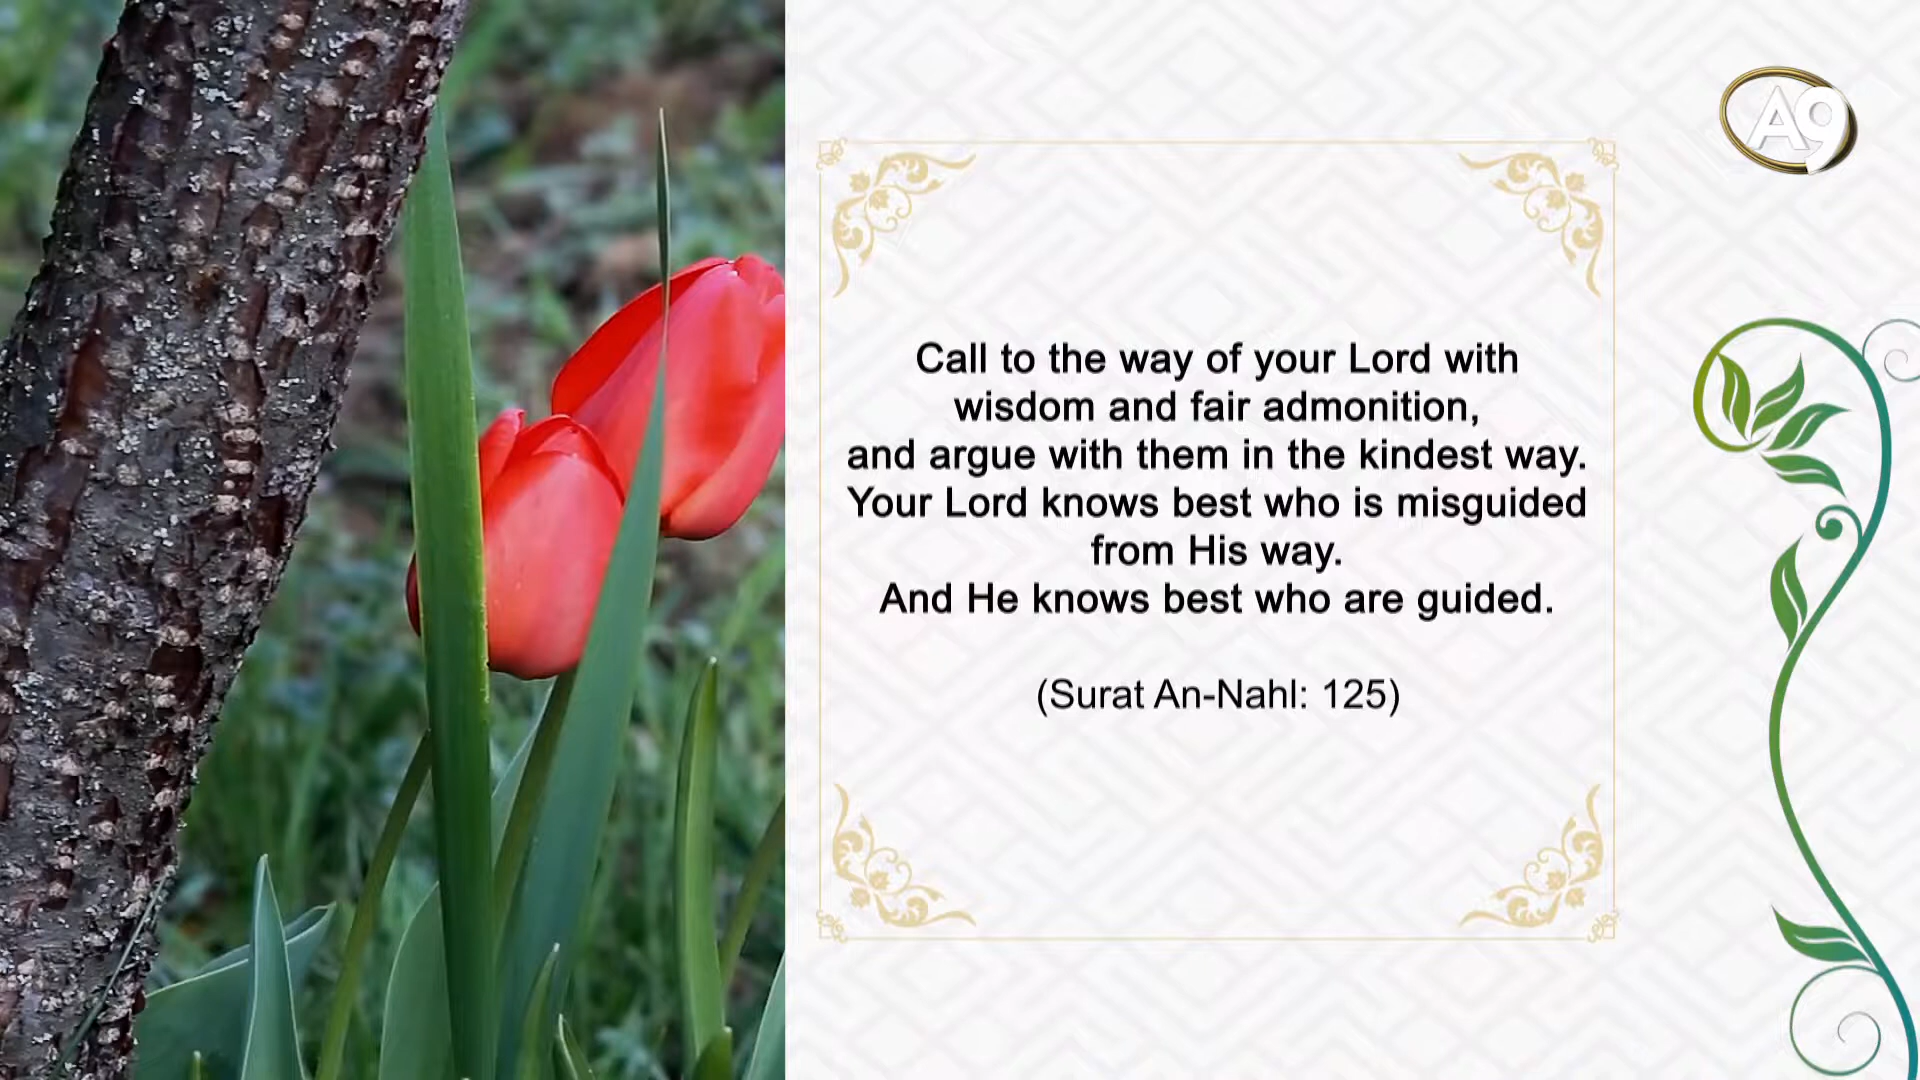 A9
Call to the way of your Lord with
wisdom and fair admonition,
and argue with them in the kindest way.
Your Lord knows best who is misguided
from His way.
And He knows best who are guided.
(Surat An-Nahl: 125)